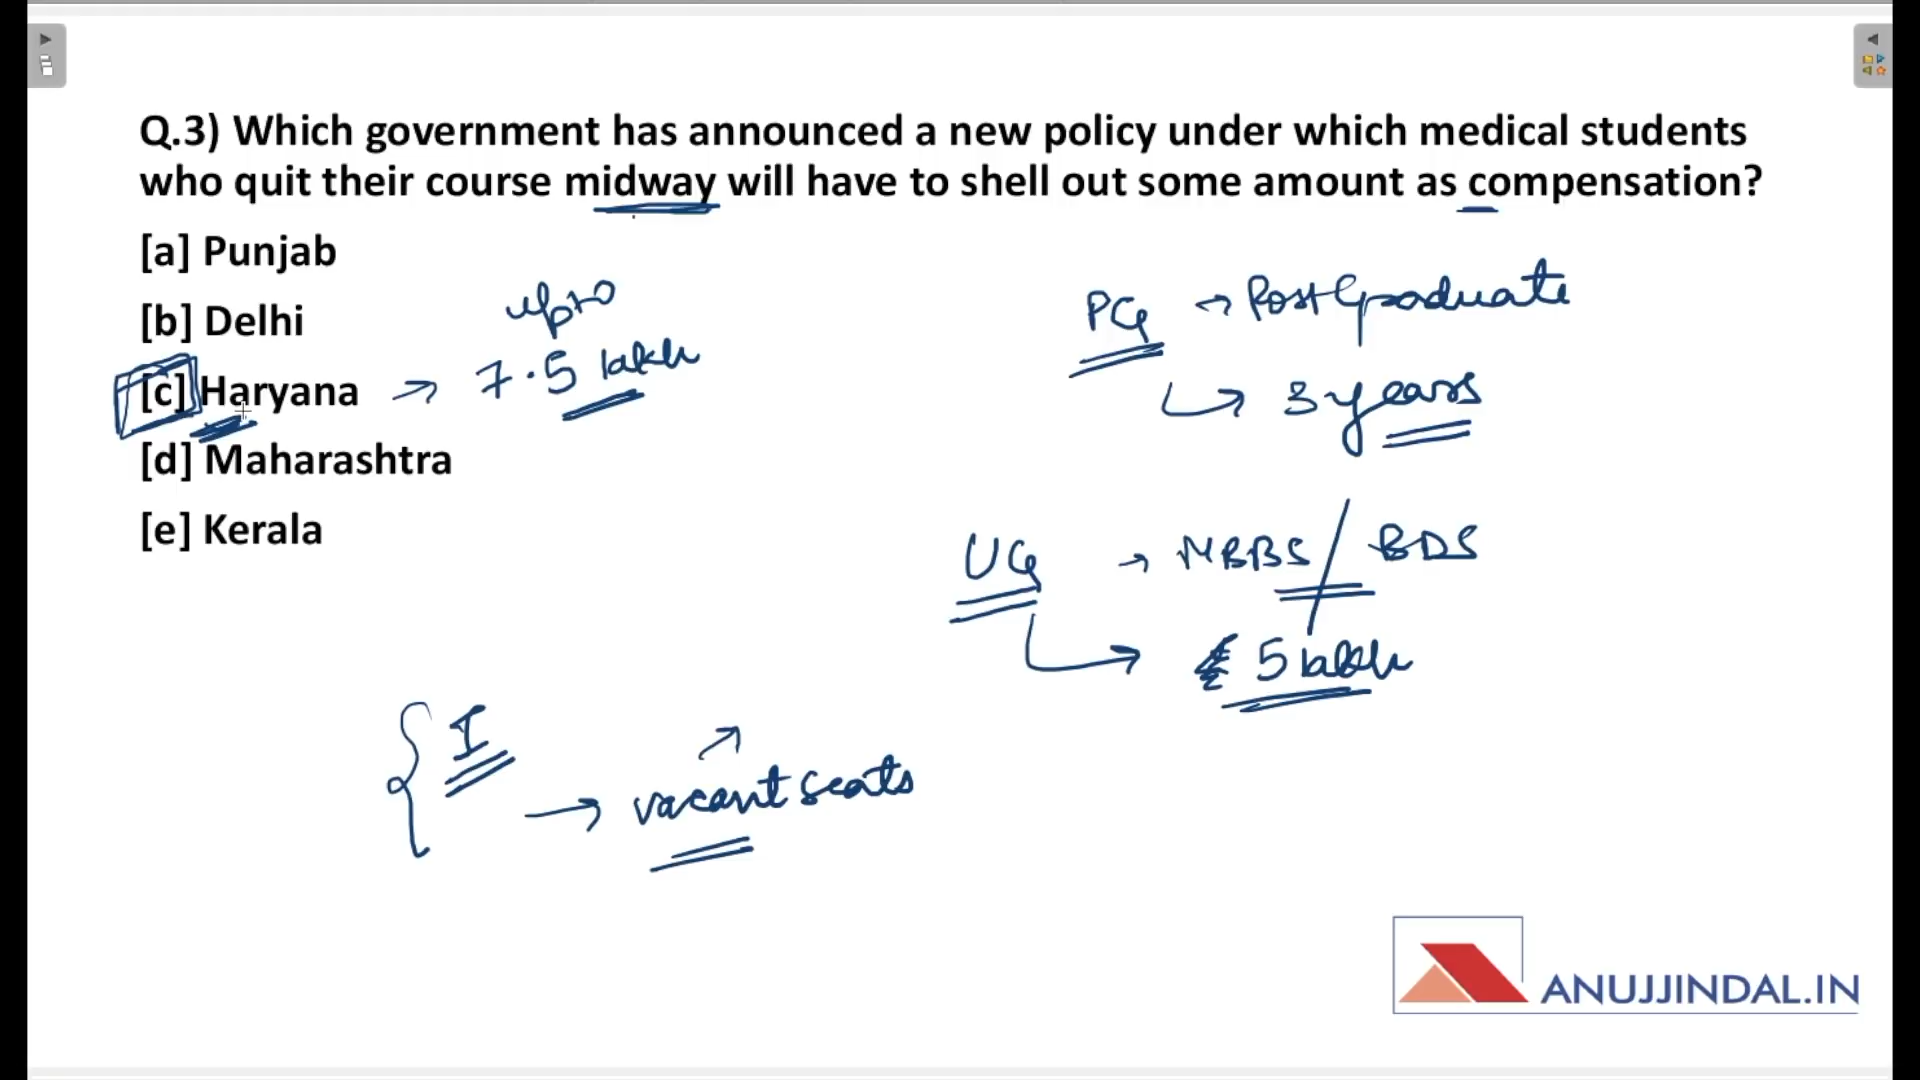 Q.3) Which government has announced a new policy under which medical students
who quit their course midway will have to shell out some amount as compensation?
[a] Punjab
[b] Delhi
[c] Haryana → 7.5 lakh
upto
[d] Maharashtra
[e] Kerala
PG → Post Graduate
→ 3 years
UG → MBBS / BDS
→ ₹ 5 lakh
I
→ vacant seats
ANUJJINDAL.IN